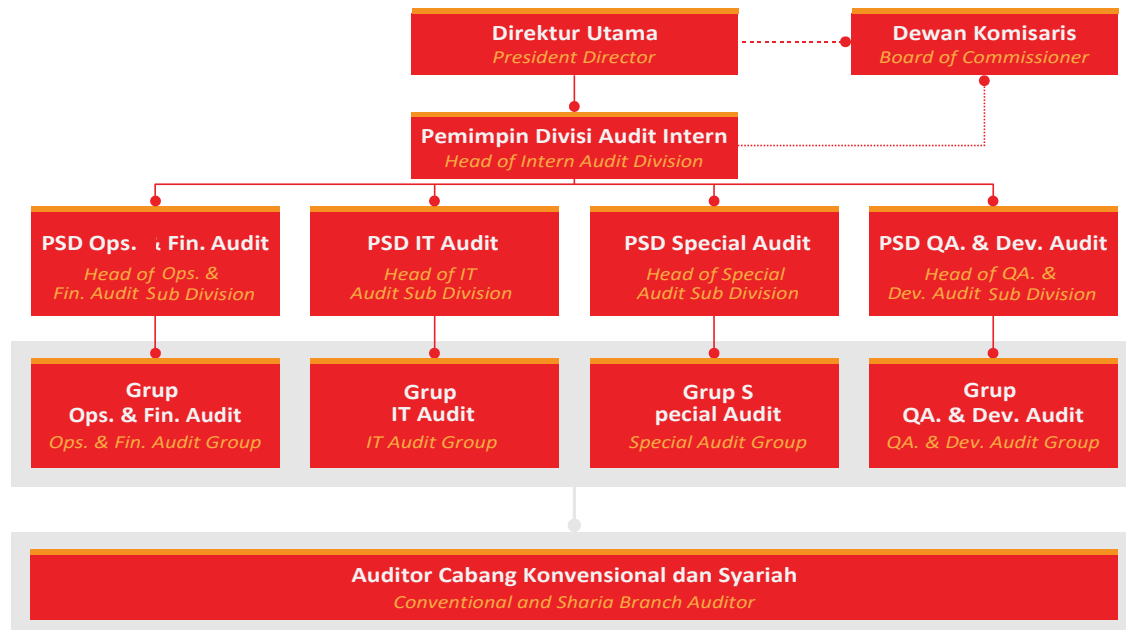 Direktur Utama
President Director
Dewan Komisaris
Board of Commissioner
Pemimpin Divisi Audit Intern
Head of Intern Audit Division
PSD Ops. & Fin. Audit
Head of Ops. &
Fin. Audit Sub Division
PSD IT Audit
Head of IT
Audit Sub Division
PSD Special Audit
Head of Special
Audit Sub Division
PSD QA. & Dev. Audit
Head of QA. &
Dev. Audit Sub Division
Grup
Ops. & Fin. Audit
Ops. & Fin. Audit Group
Grup
IT Audit
IT Audit Group
Grup S
pecial Audit
Special Audit Group
Grup
QA. & Dev. Audit
QA. & Dev. Audit Group
Auditor Cabang Konvensional dan Syariah
Conventional and Sharia Branch Auditor